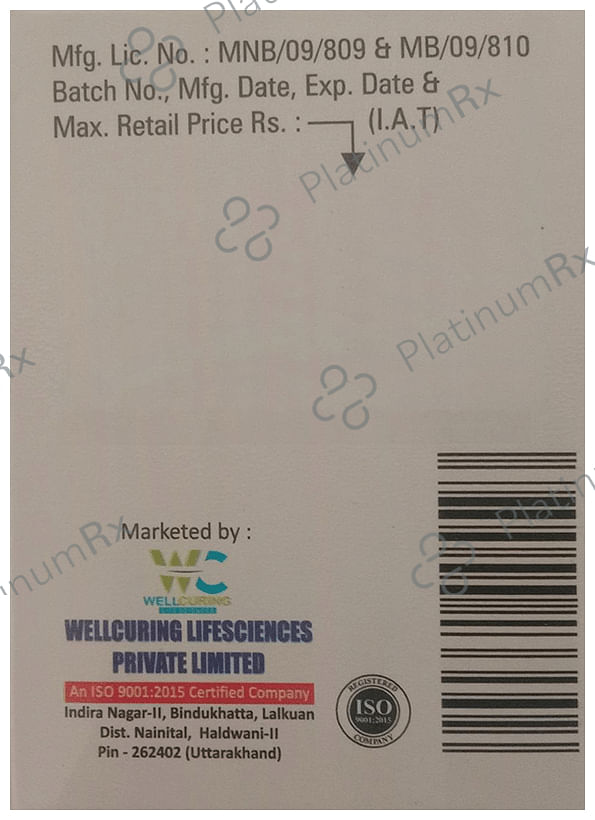 Mfg. Lic. No. : MNB/09/809 & MB/09/810
Batch No., Mfg. Date, Exp. Date &
Max. Retail Price Rs. : (I.A.T)
PlatinumRx
PlatinumRx
PlatinumRx
Marketed by :
WC
WELLCURING
LIFESCIENCES
WELLCURING LIFESCIENCES
PRIVATE LIMITED
An ISO 9001:2015 Certified Company
Indira Nagar-II, Bindukhatta, Lalkuan
Dist. Nainital, Haldwani-II
Pin - 262402 (Uttarakhand)
REGISTERED
ISO
9001:2015
COMPANY